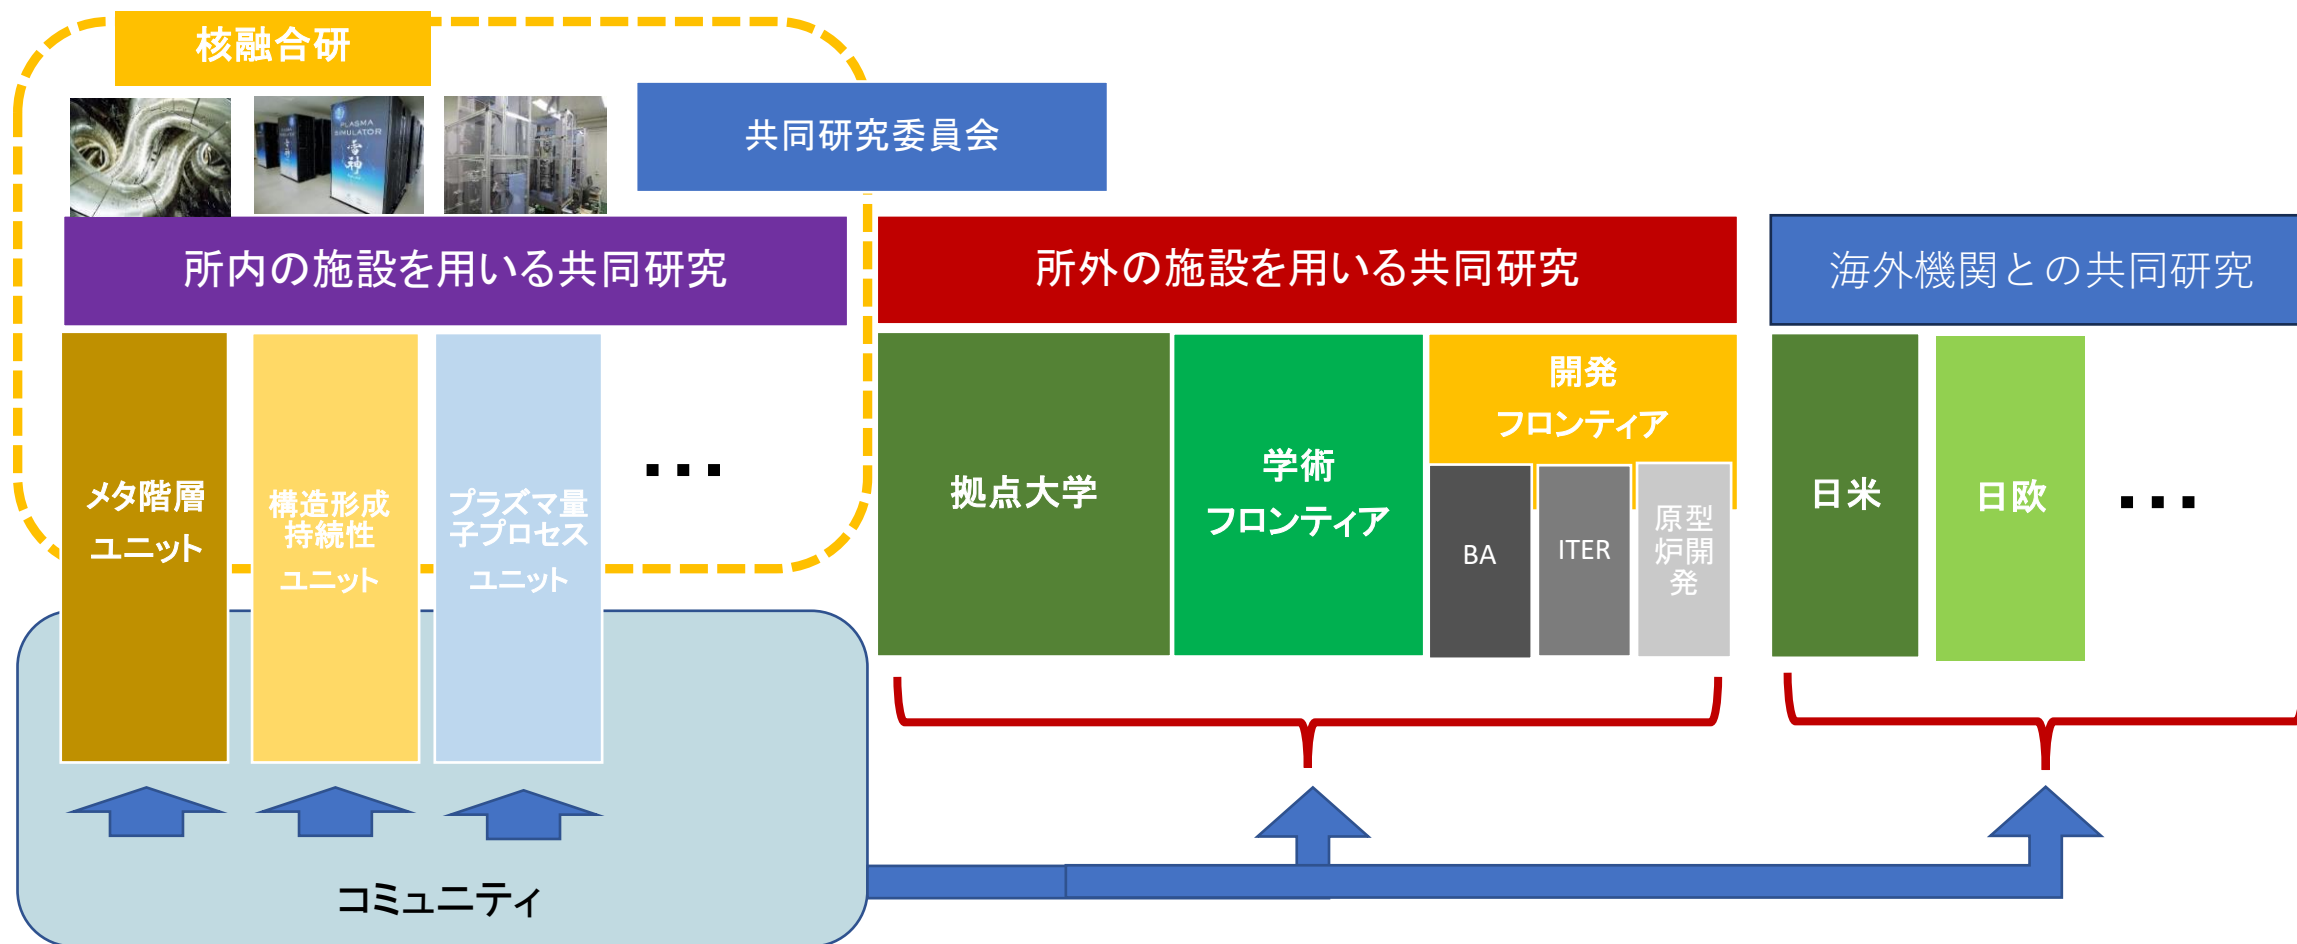 核融合研
PLASMA
SIMULATOR
雷神
共同研究委員会
所内の施設を用いる共同研究
所外の施設を用いる共同研究
海外機関との共同研究
メタ階層
ユニット
構造形成
持続性
ユニット
プラズマ量
子プロセス
ユニット
...
拠点大学
学術
フロンティア
開発
フロンティア
BA
ITER
原型
炉開
発
日米
日欧
...
コミュニティ